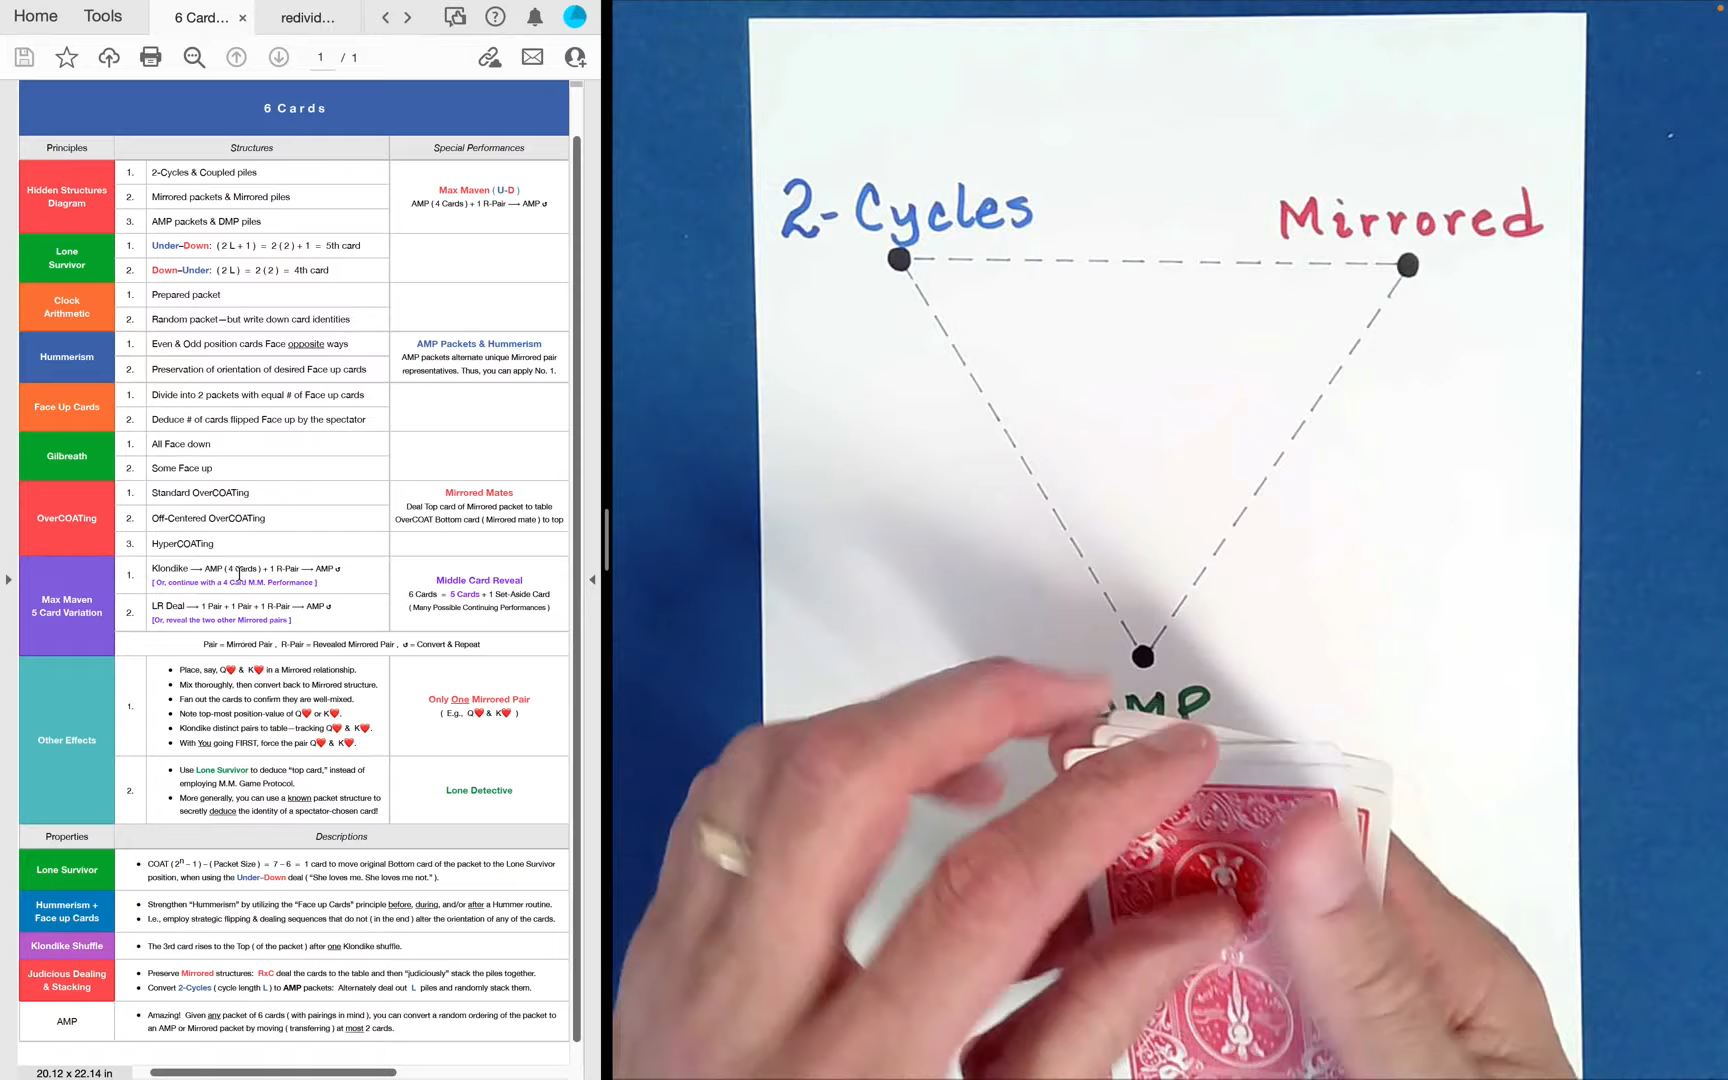 Home
Tools
6 Card...
×
redivid...
1 / 1
6 Cards
Principles
Structures
Special Performances
Hidden Structures
Diagram
1. 2-Cycles & Coupled piles
2. Mirrored packets & Mirrored piles
3. AMP packets & DMP piles
Max Maven ( U-D )
AMP ( 4 Cards ) + 1 R-Pair → AMP ↺
Lone
Survivor
1. Under–Down: ( 2 L + 1 ) = 2 ( 2 ) + 1 = 5th card
2. Down–Under: ( 2 L ) = 2 ( 2 ) = 4th card
Clock
Arithmetic
1. Prepared packet
2. Random packet—but write down card identities
Hummerism
1. Even & Odd position cards Face opposite ways
2. Preservation of orientation of desired Face up cards
AMP Packets & Hummerism
AMP packets alternate unique Mirrored pair
representatives. Thus, you can apply No. 1.
Face Up Cards
1. Divide into 2 packets with equal # of Face up cards
2. Deduce # of cards flipped Face up by the spectator
Gilbreath
1. All Face down
2. Some Face up
OverCOATing
1. Standard OverCOATing
2. Off-Centered OverCOATing
3. HyperCOATing
Mirrored Mates
Deal Top card of Mirrored packet to table
OverCOAT Bottom card ( Mirrored mate ) to top
Max Maven
5 Card Variation
1. Klondike → AMP ( 4 Cards ) + 1 R-Pair → AMP ↺
[ Or, continue with a 4 Card M.M. Performance ]
2. LR Deal → 1 Pair + 1 Pair + 1 R-Pair → AMP ↺
[Or, reveal the two other Mirrored pairs ]
Middle Card Reveal
6 Cards = 5 Cards + 1 Set-Aside Card
( Many Possible Continuing Performances )
Pair = Mirrored Pair , R-Pair = Revealed Mirrored Pair , ↺ = Convert & Repeat
Other Effects
1.
• Place, say, Q♥ & K♥ in a Mirrored relationship.
• Mix thoroughly, then convert back to Mirrored structure.
• Fan out the cards to confirm they are well-mixed.
• Note top-most position-value of Q♥ or K♥.
• Klondike distinct pairs to table—tracking Q♥ & K♥.
• With You going FIRST, force the pair Q♥ & K♥.
Only One Mirrored Pair
( E.g., Q♥ & K♥ )
2.
• Use Lone Survivor to deduce “top card,” instead of
employing M.M. Game Protocol.
• More generally, you can use a known packet structure to
secretly deduce the identity of a spectator-chosen card!
Lone Detective
Properties
Descriptions
Lone Survivor
• COAT ( 2ⁿ – 1 ) – ( Packet Size ) = 7 – 6 = 1 card to move original Bottom card of the packet to the Lone Survivor
position, when using the Under–Down deal ( “She loves me. She loves me not.” ).
Hummerism +
Face up Cards
• Strengthen “Hummerism” by utilizing the “Face up Cards” principle before, during, and/or after a Hummer routine.
• I.e., employ strategic flipping & dealing sequences that do not ( in the end ) alter the orientation of any of the cards.
Klondike Shuffle
• The 3rd card rises to the Top ( of the packet ) after one Klondike shuffle.
Judicious Dealing
& Stacking
• Preserve Mirrored structures: RxC deal the cards to the table and then “judiciously” stack the piles together.
• Convert 2-Cycles ( cycle length L ) to AMP packets: Alternately deal out L piles and randomly stack them.
AMP
• Amazing! Given any packet of 6 cards ( with pairings in mind ), you can convert a random ordering of the packet to
an AMP or Mirrored packet by moving ( transferring ) at most 2 cards.
20.12 x 22.14 in
2-Cycles
Mirrored
AMP